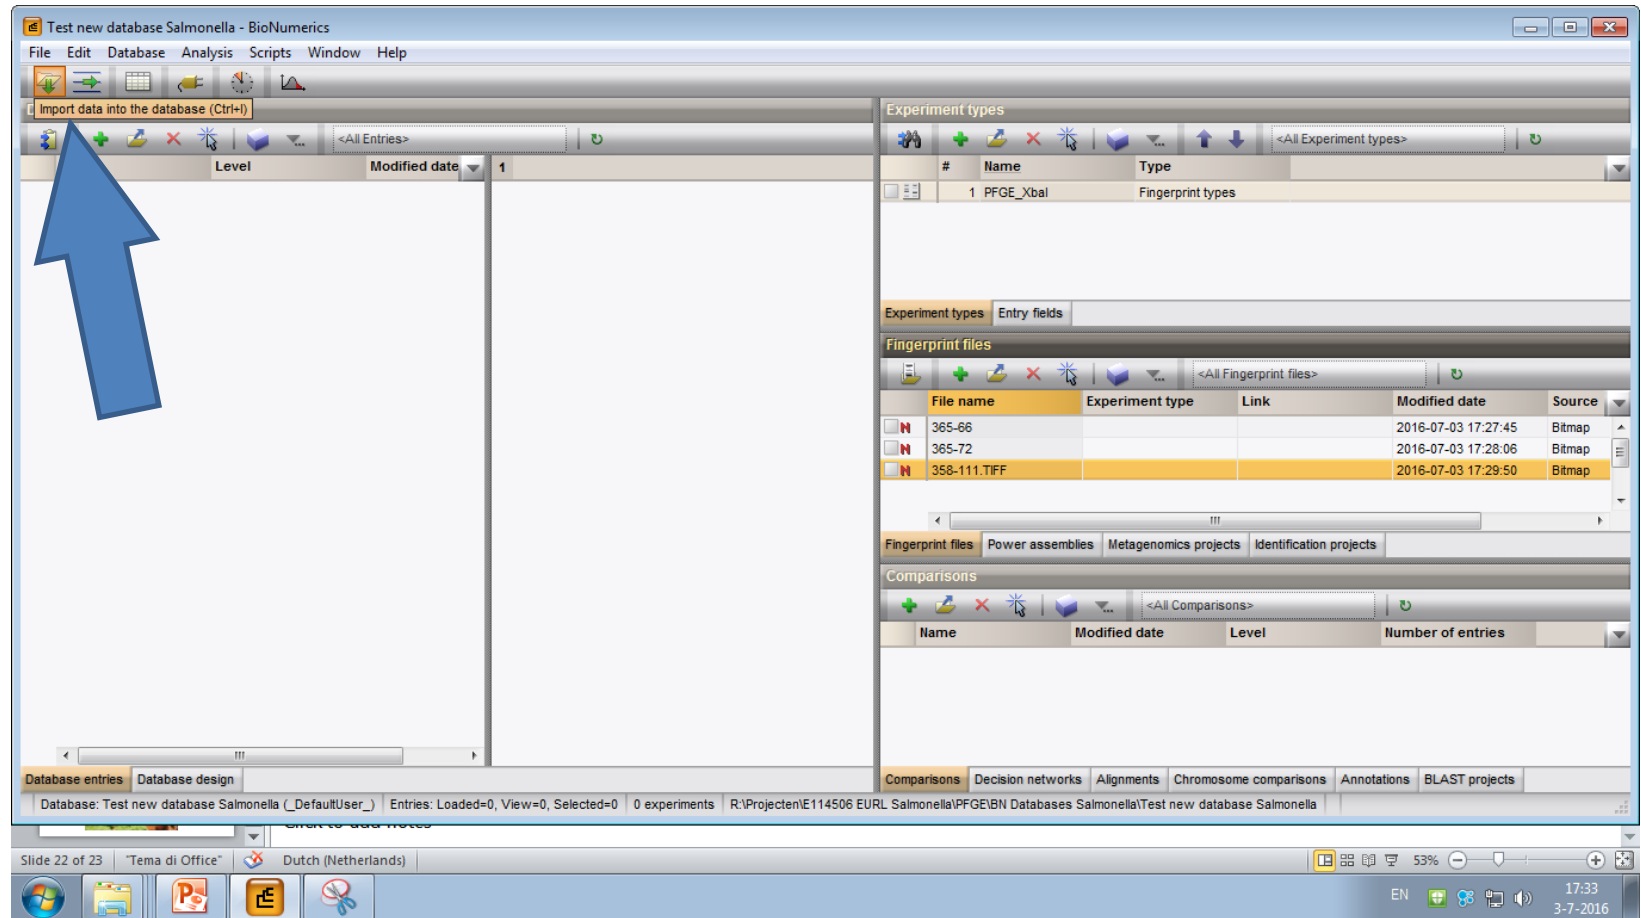 Test new database Salmonella - BioNumerics
File Edit Database Analysis Scripts Window Help
Import data into the database (Ctrl+I)
<All Entries>
Level Modified date 1
Experiment types
<All Experiment types>
# Name Type
1 PFGE_XbaI Fingerprint types
Experiment types Entry fields
Fingerprint files
<All Fingerprint files>
File name Experiment type Link Modified date Source
365-66 2016-07-03 17:27:45 Bitmap
365-72 2016-07-03 17:28:06 Bitmap
358-111.TIFF 2016-07-03 17:29:50 Bitmap
Fingerprint files Power assemblies Metagenomics projects Identification projects
Comparisons
<All Comparisons>
Name Modified date Level Number of entries
Database entries Database design
Comparisons Decision networks Alignments Chromosome comparisons Annotations BLAST projects
Database: Test new database Salmonella (_DefaultUser_) Entries: Loaded=0, View=0, Selected=0 0 experiments R:\Projecten\E114506 EURL Salmonella\PFGE\BN Databases Salmonella\Test new database Salmonella
Click to add notes
Slide 22 of 23 "Tema di Office" Dutch (Netherlands) 53%
EN 17:33
3-7-2016